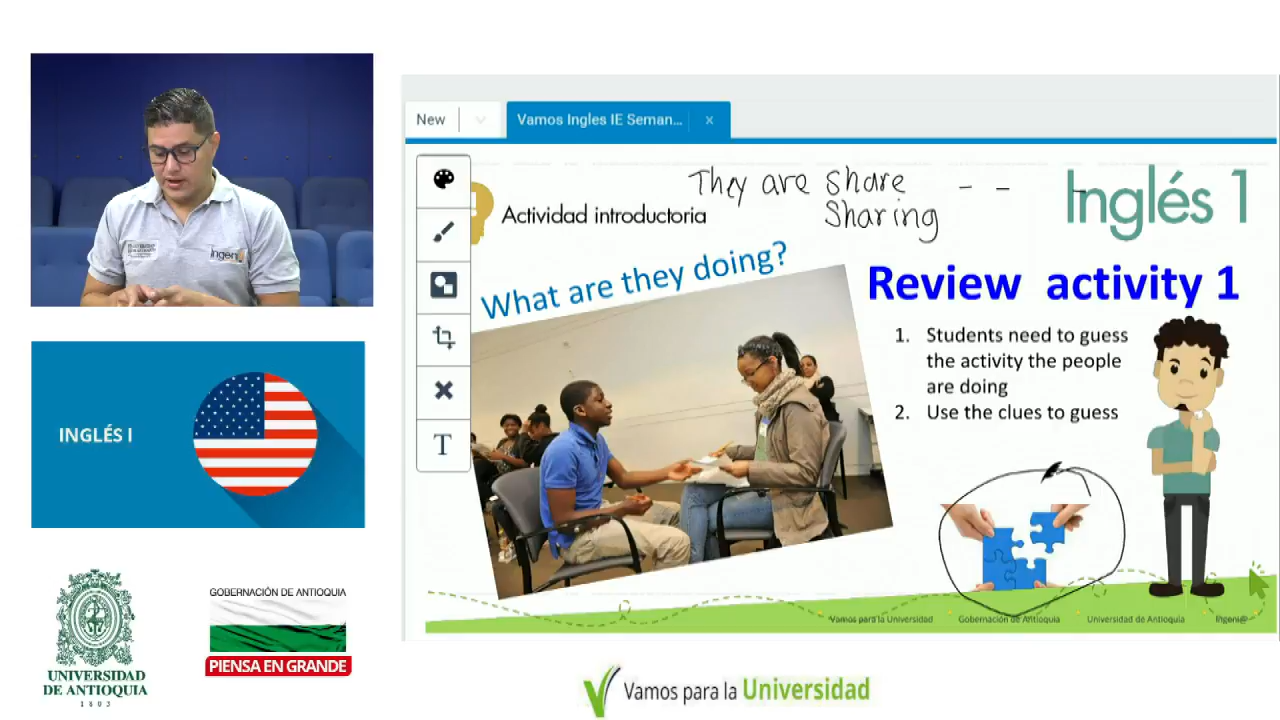 New
Vamos Ingles IE Seman... ×
They are share - - -
Sharing
Actividad introductoria
Inglés 1
What are they doing?
Review activity 1
1. Students need to guess
the activity the people
are doing
2. Use the clues to guess
T
ingeni@
INGLÉS I
Vamos para la Universidad
Gobernación de Antioquia
Universidad de Antioquia
Ingeni@
UNIVERSIDAD
DE ANTIOQUIA
1803
GOBERNACIÓN DE ANTIOQUIA
PIENSA EN GRANDE
Vamos para la Universidad